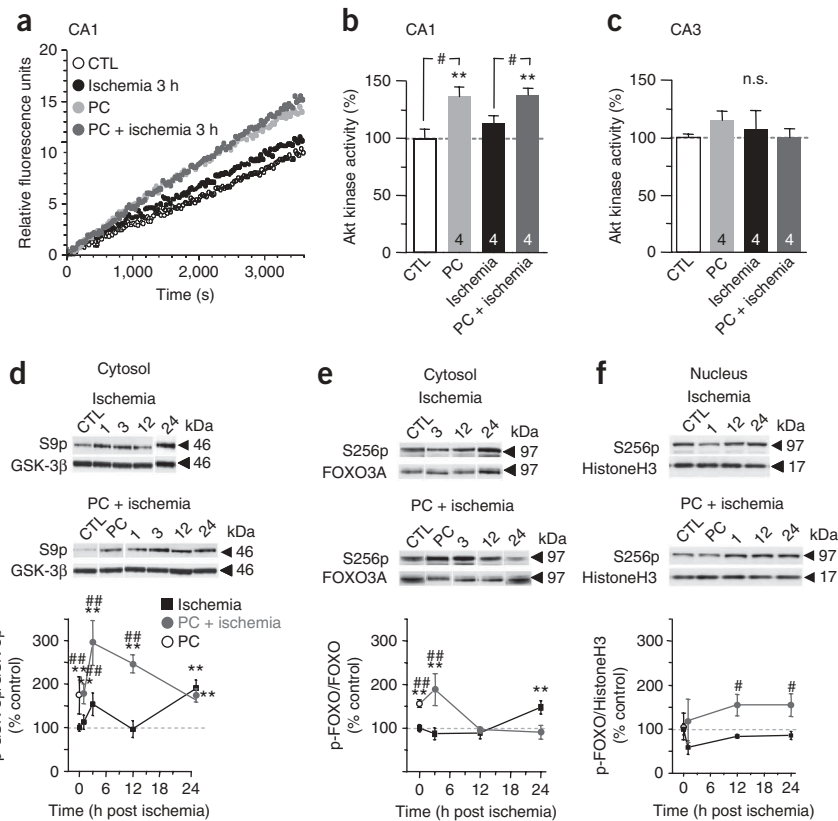 a
CA1
Relative fluorescence units
20
15
10
5
0
0
1,000
2,000
3,000
Time (s)
CTL
Ischemia 3 h
PC
PC + ischemia 3 h
b
CA1
Akt kinase activity (%)
150
100
50
0
#
**
#
**
4
4
4
CTL
PC
Ischemia
PC + ischemia
c
CA3
Akt kinase activity (%)
150
100
50
0
n.s.
4
4
4
CTL
PC
Ischemia
PC + ischemia
d
Cytosol
Ischemia
CTL 1 3 12 24 kDa
S9p 46
GSK-3β 46
PC + ischemia
CTL PC 1 3 12 24 kDa
S9p 46
GSK-3β 46
Ischemia
PC + ischemia
PC
(% control)
300
200
100
0
##
**
##
**
##
*
##
**
**
**
0 6 12 18 24
Time (h post ischemia)
e
Cytosol
Ischemia
CTL 3 12 24 kDa
S256p 97
FOXO3A 97
PC + ischemia
CTL PC 3 12 24 kDa
S256p 97
FOXO3A 97
p-FOXO/FOXO
(% control)
300
200
100
0
##
**
##
**
**
0 6 12 18 24
Time (h post ischemia)
f
Nucleus
Ischemia
CTL 1 12 24 kDa
S256p 97
HistoneH3 17
PC + ischemia
CTL PC 1 12 24 kDa
S256p 97
HistoneH3 17
p-FOXO/HistoneH3
(% control)
300
200
100
0
#
#
0 6 12 18 24
Time (h post ischemia)